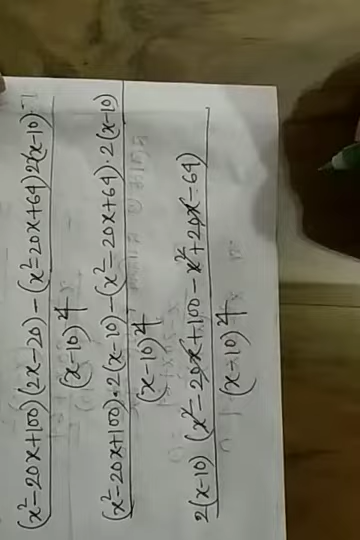 (x²-20x+100)(2x-20)-(x²-20x+64)2(x-10)
(x-10)⁴
(x²-20x+100)·2(x-10)-(x²-20x+64)·2(x-10)
(x-10)⁴
2(x-10)(x²-20x+100-x²+20x-64)
(x-10)⁴